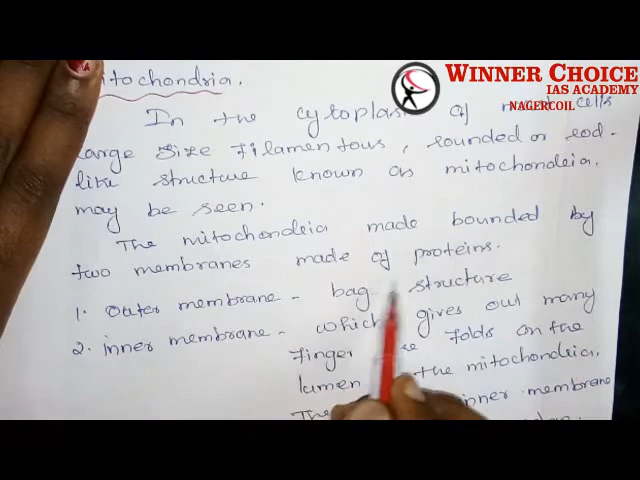 WINNER CHOICE
IAS ACADEMY
NAGERCOIL
itochondria.
In the cytoplas of most cells
Large Size Filamentous, rounded or rod-
like structure known as mitochondria.
may be seen.
The mitochondria made bounded by
two membranes made of proteins.
1. Outer membrane - bag structure
2. inner membrane - which gives out many
Finger folds on the
lumen the mitochondria.
The inner membrane